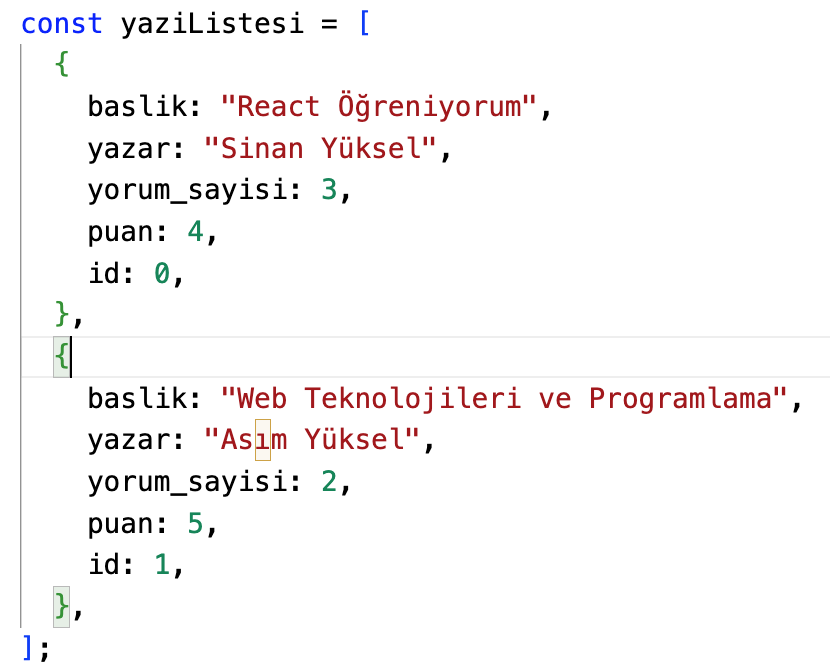 const yaziListesi = [
  {
    baslik: "React Öğreniyorum",
    yazar: "Sinan Yüksel",
    yorum_sayisi: 3,
    puan: 4,
    id: 0,
  },
  {
    baslik: "Web Teknolojileri ve Programlama",
    yazar: "Asım Yüksel",
    yorum_sayisi: 2,
    puan: 5,
    id: 1,
  },
];